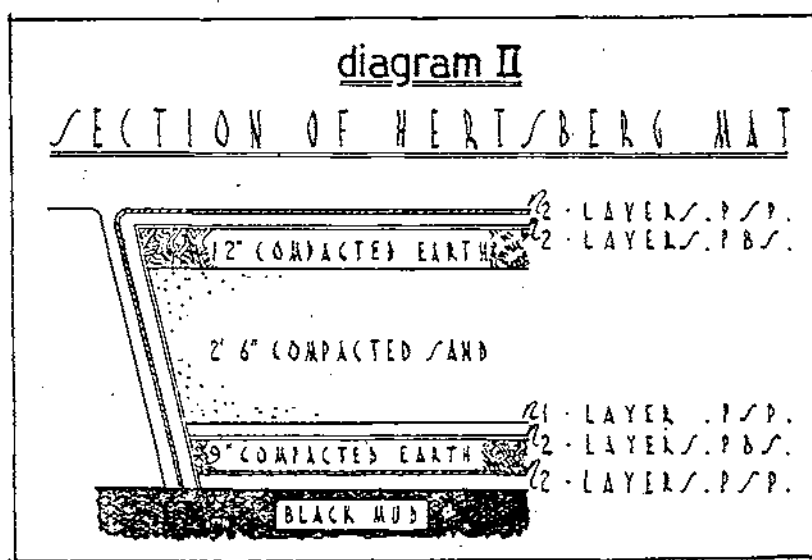 diagram II
SECTION OF HERTSBERG MAT
2 · LAYERS . P S P .
2 · LAYERS . P B S .
12" COMPACTED EARTH
2' 6" COMPACTED SAND
1 · LAYER . P S P .
2 · LAYERS . P B S .
9" COMPACTED EARTH
2 · LAYERS . P S P .
BLACK MUD